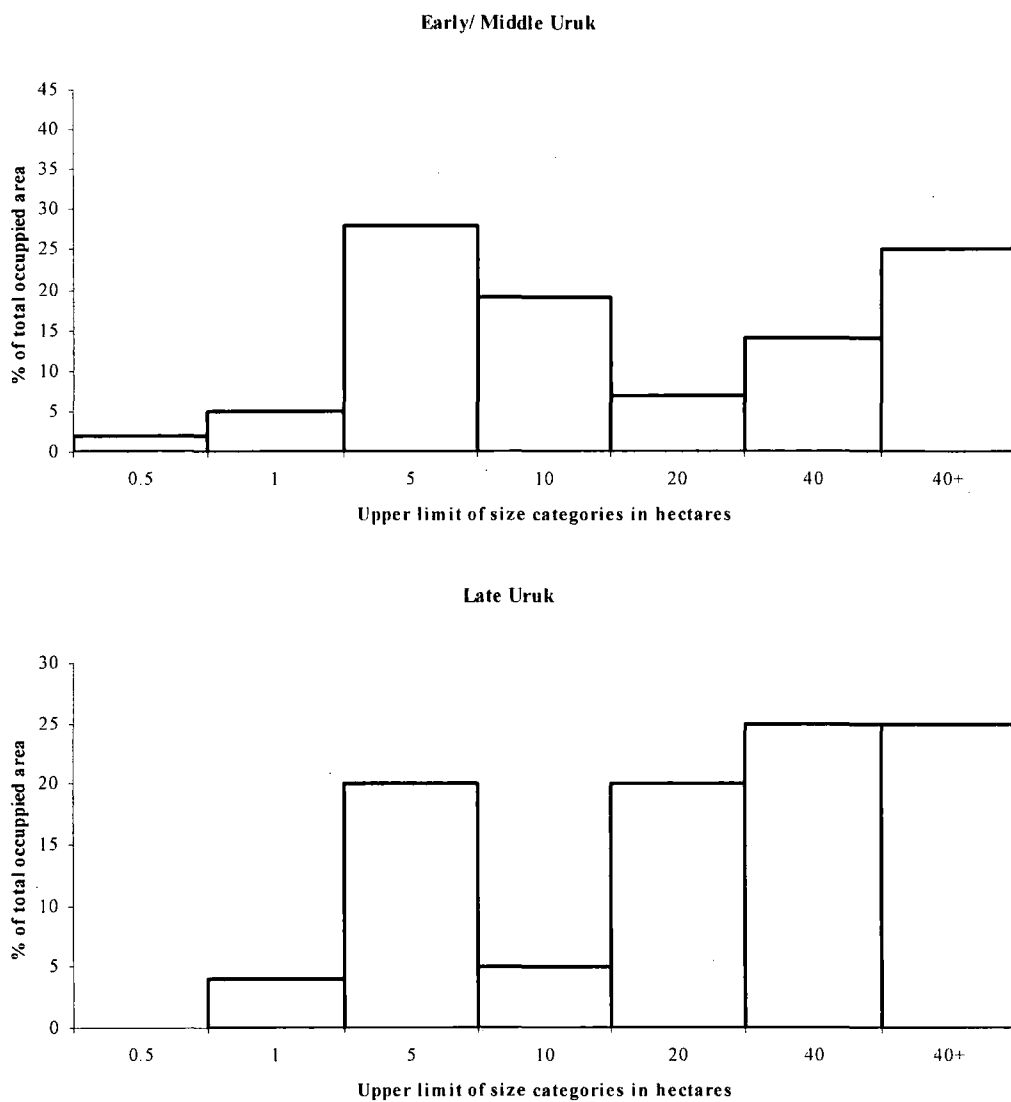 Early/ Middle Uruk
% of total occuppied area
45
40
35
30
25
20
15
10
5
0
0.5 1 5 10 20 40 40+
Upper limit of size categories in hectares
Late Uruk
% of total occuppied area
30
25
20
15
10
5
0
0.5 1 5 10 20 40 40+
Upper limit of size categories in hectares